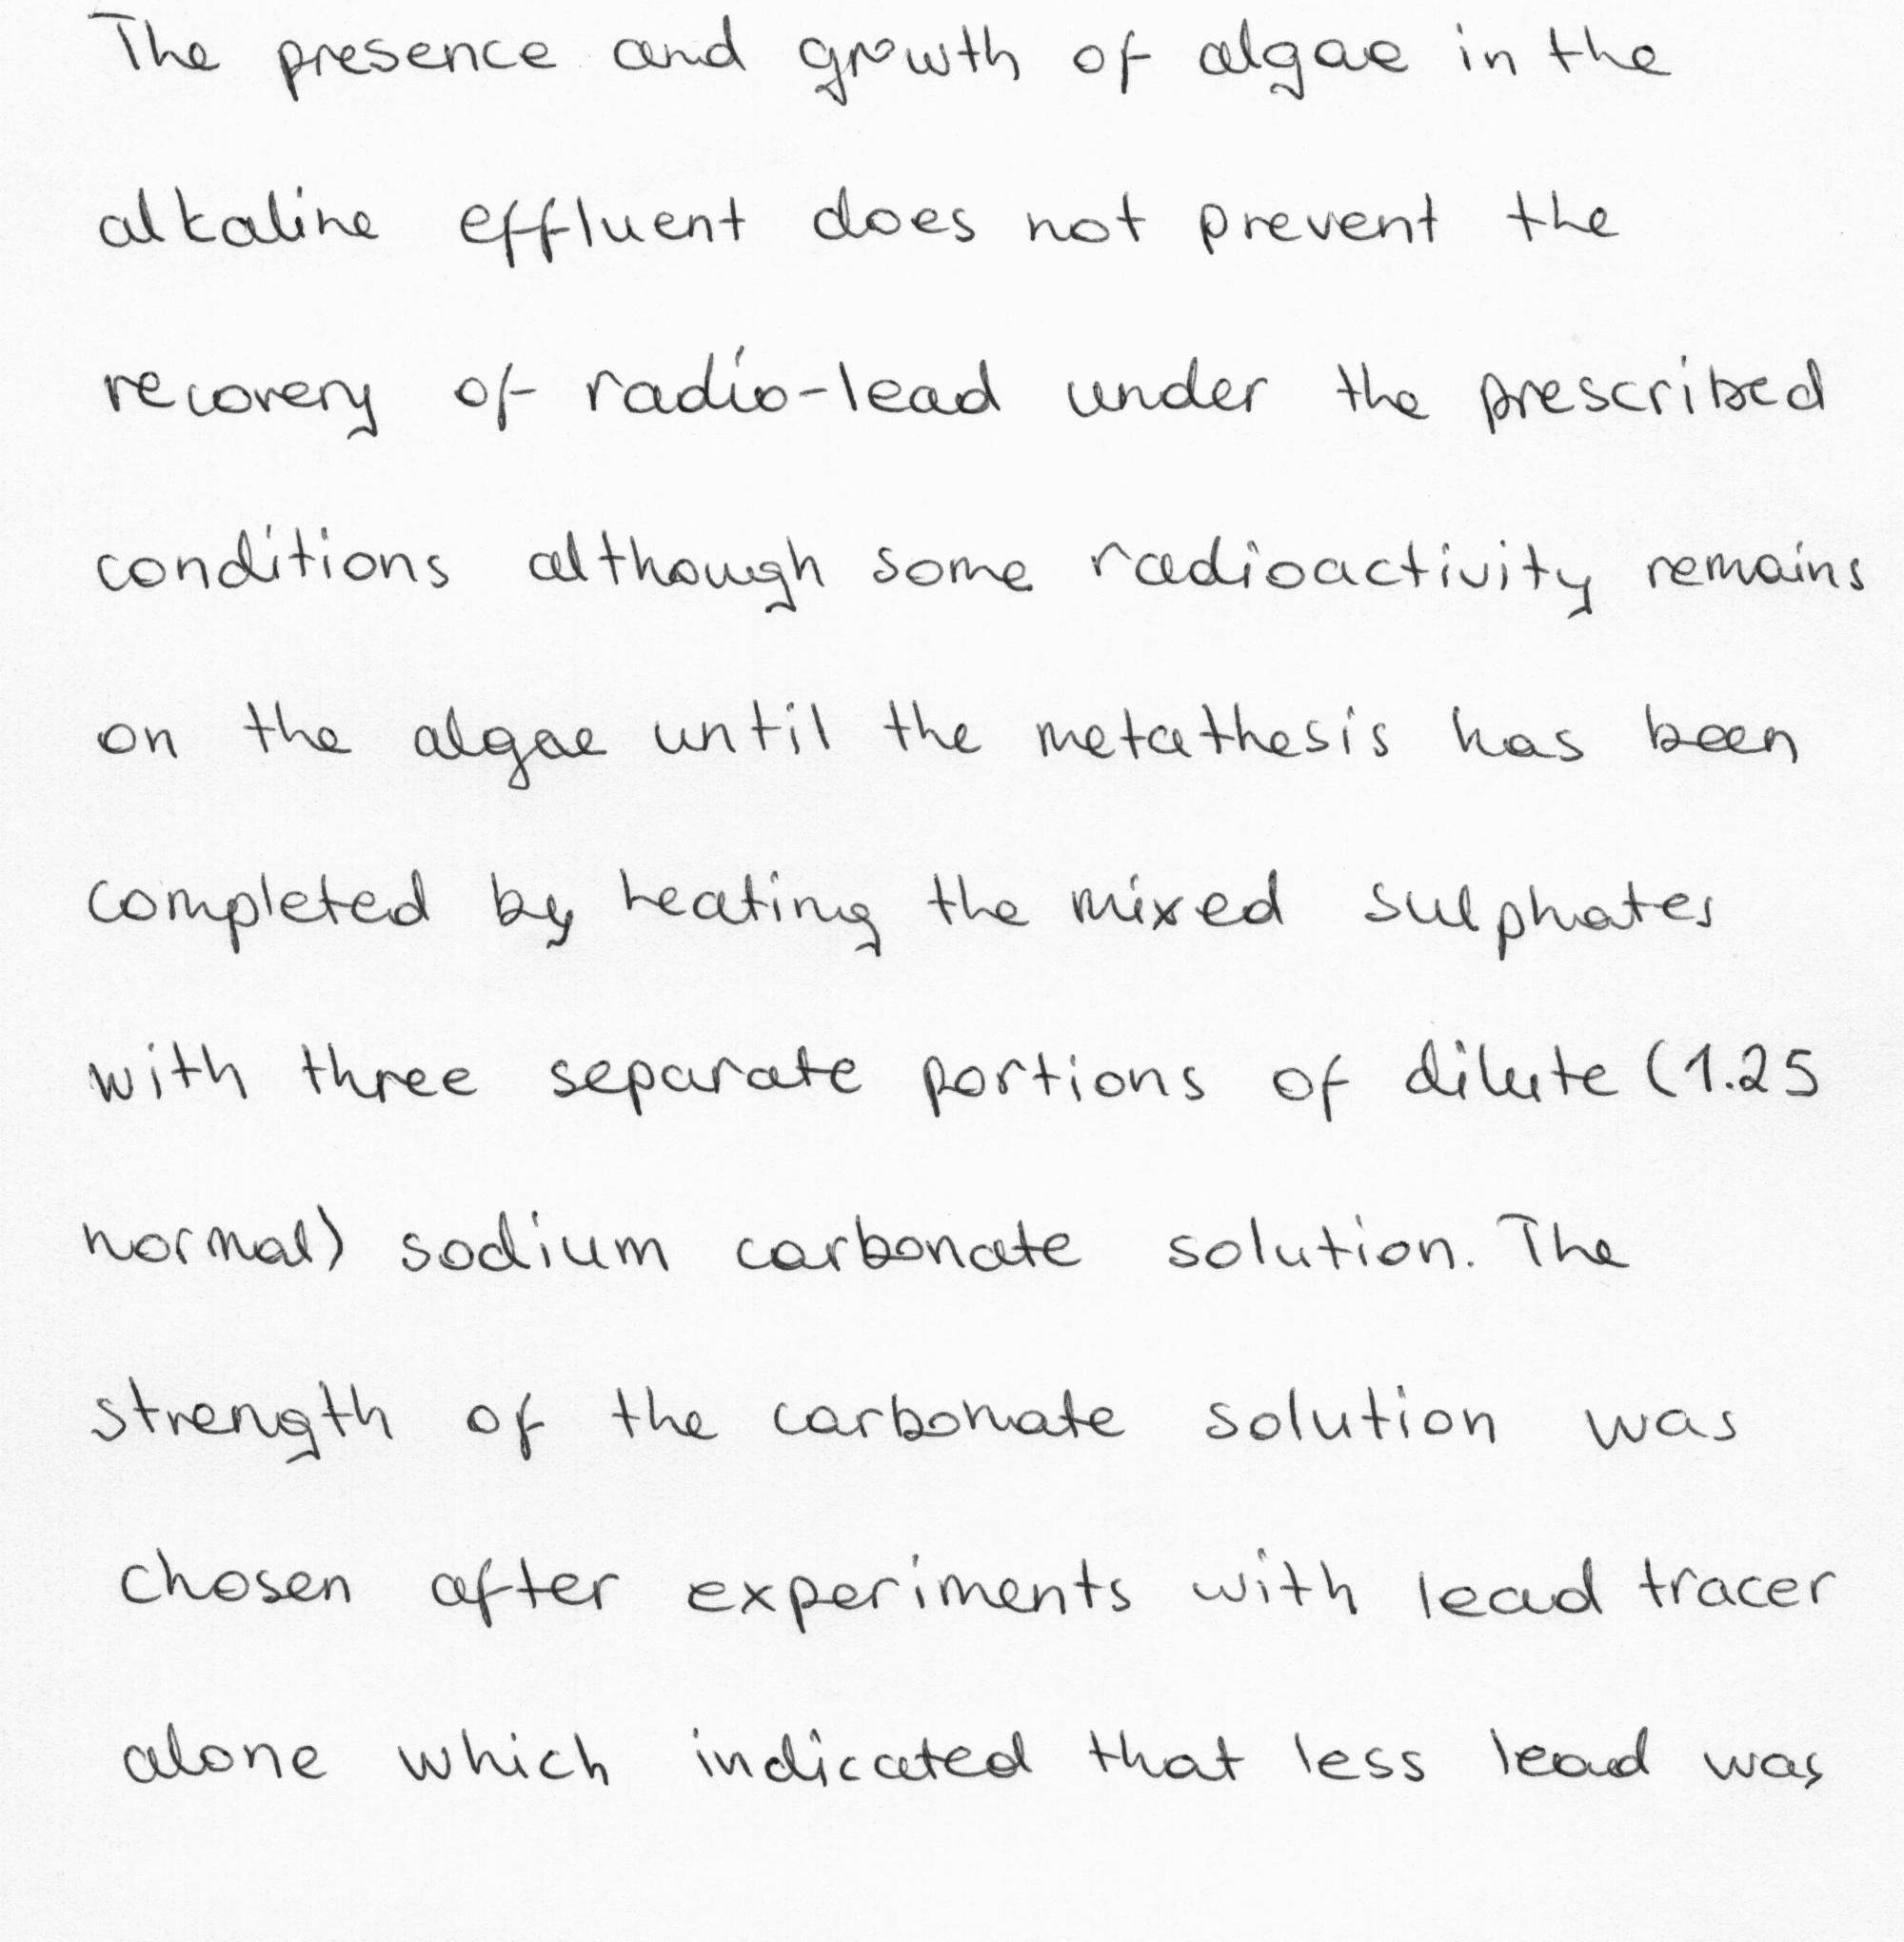 The presence and growth of algae in the
alkaline effluent does not prevent the
recovery of radio-lead under the prescribed
conditions although some radioactivity remains
on the algae until the metathesis has been
completed by heating the mixed sulphates
with three separate portions of dilute (1.25
normal) sodium carbonate solution. The
strength of the carbonate solution was
chosen after experiments with lead tracer
alone which indicated that less lead was